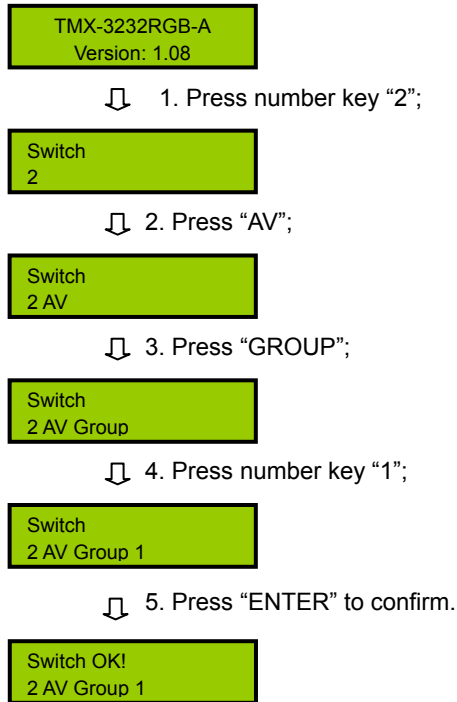 TMX-3232RGB-A
Version: 1.08
1. Press number key “2”;
Switch
2
2. Press “AV”;
Switch
2 AV
3. Press “GROUP”;
Switch
2 AV Group
4. Press number key “1”;
Switch
2 AV Group 1
5. Press “ENTER” to confirm.
Switch OK!
2 AV Group 1